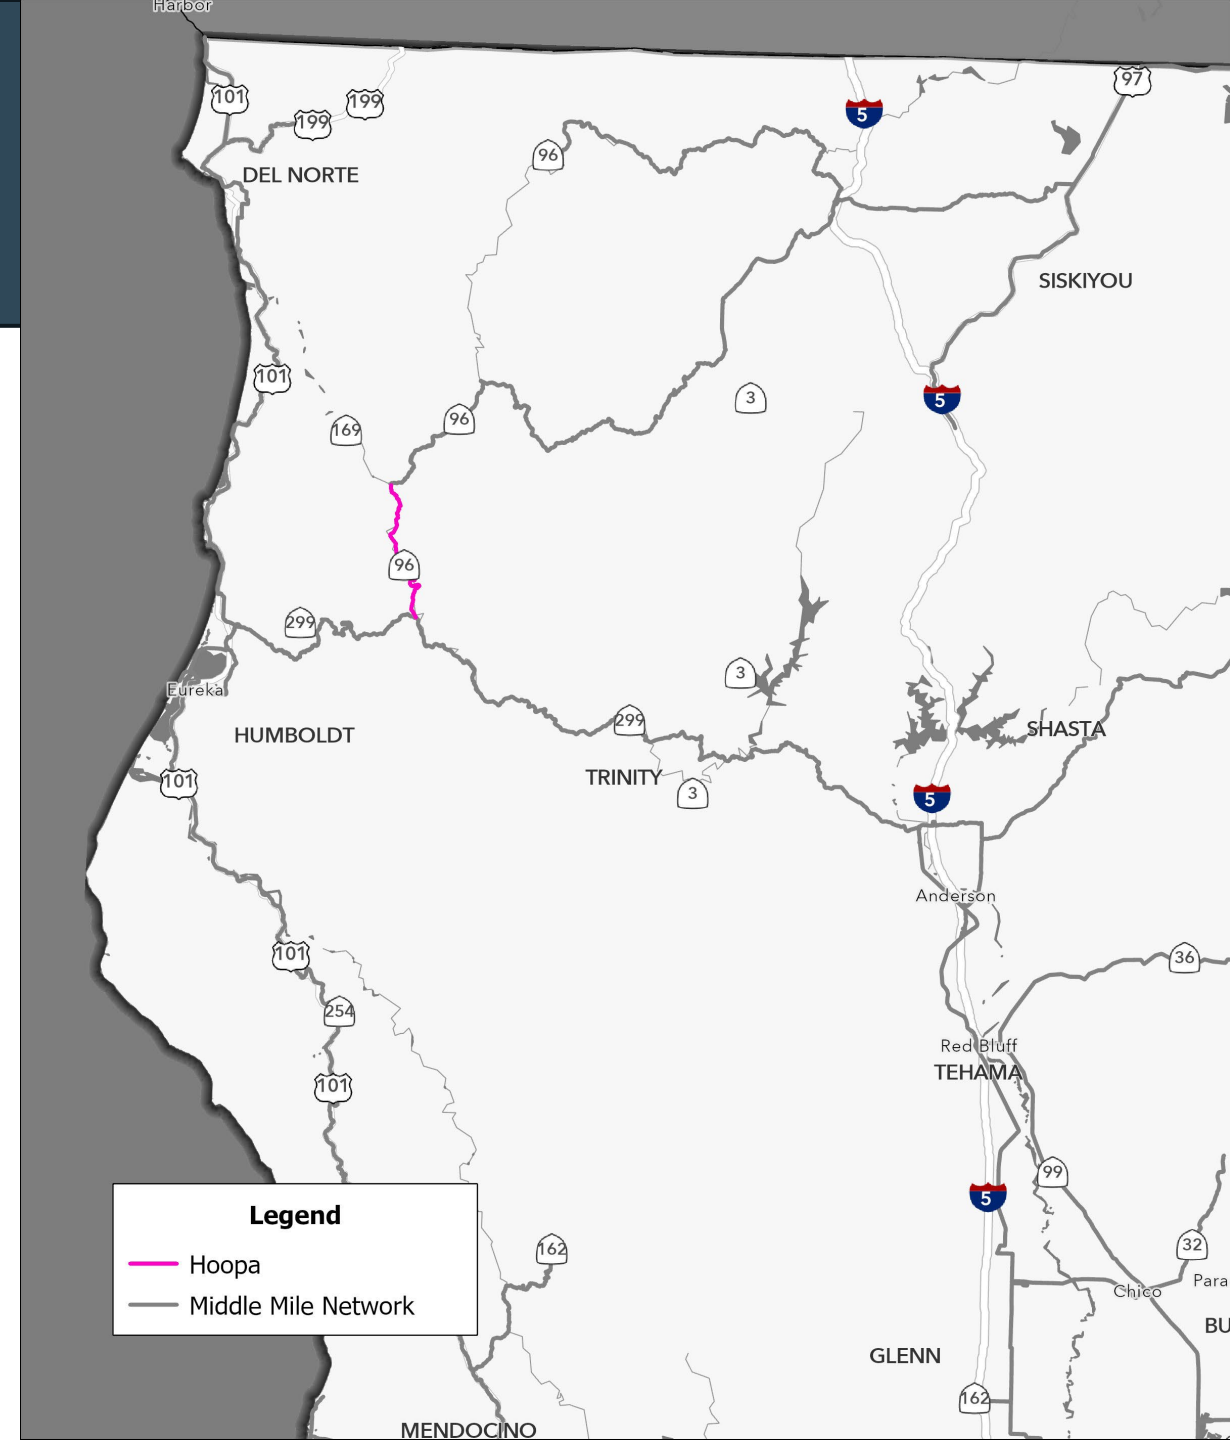 Harbor
97
101
199
5
199
96
DEL NORTE
SISKIYOU
101
3
5
96
169
96
299
3
Eureka
299
SHASTA
HUMBOLDT
TRINITY
101
3
5
Anderson
101
36
254
Red Bluff
TEHAMA
101
99
5
Legend
162
32
Hoopa
Para
Chico
Middle Mile Network
BU
GLENN
162
MENDOCINO